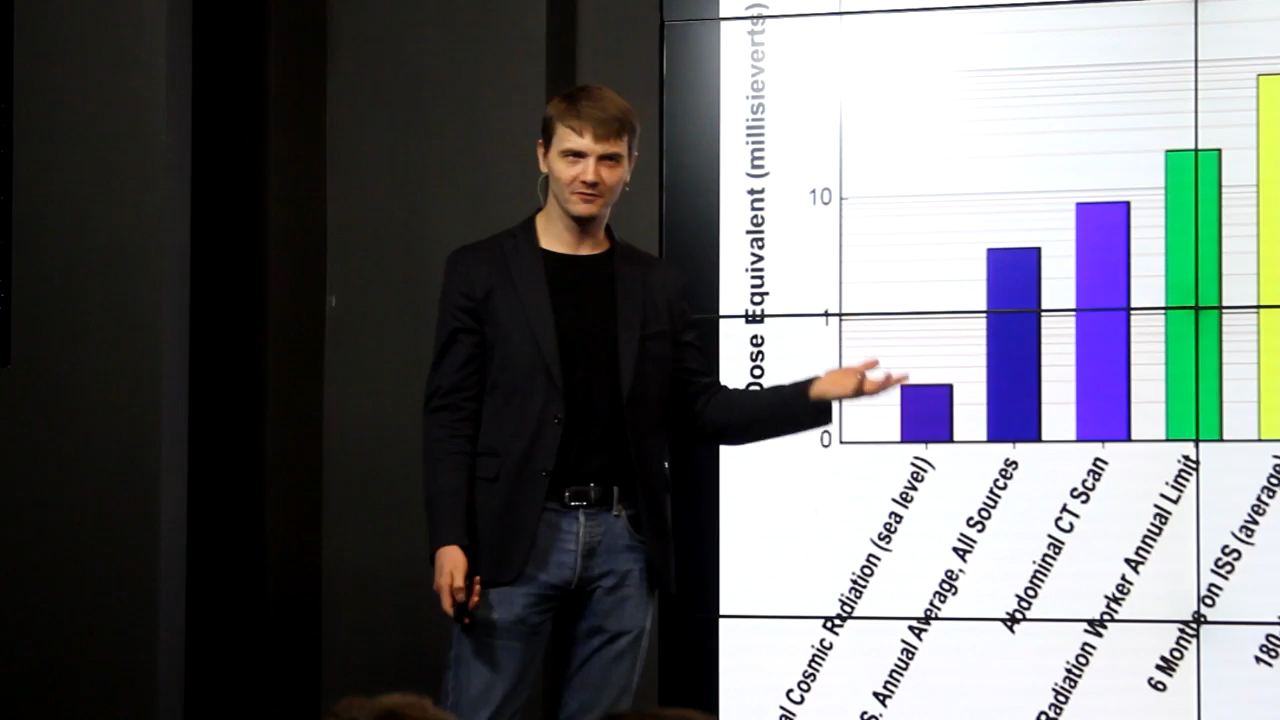 Dose Equivalent (millisieverts)
10
1
0
al Cosmic Radiation (sea level)
S. Annual Average, All Sources
Abdominal CT Scan
Radiation Worker Annual Limit
6 Months on ISS (average)
180